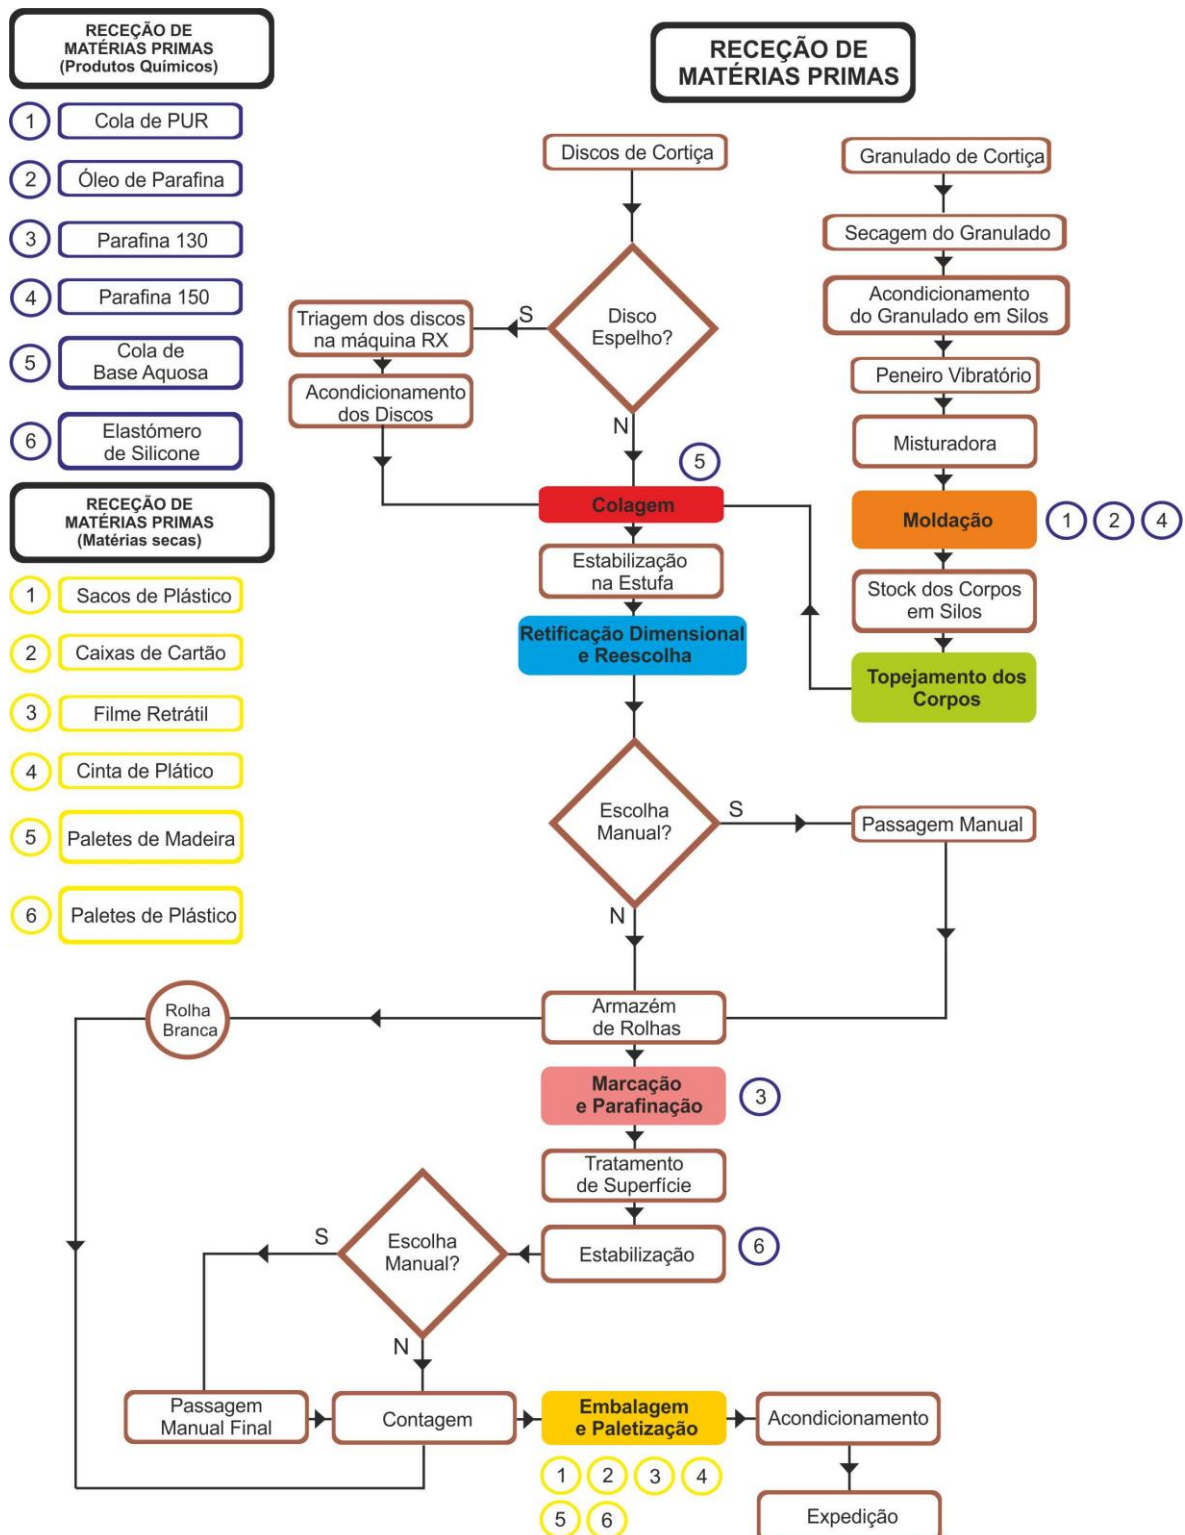 RECEÇÃO DE
MATÉRIAS PRIMAS
(Produtos Químicos)
1
Cola de PUR
2
Óleo de Parafina
3
Parafina 130
4
Parafina 150
5
Cola de
Base Aquosa
6
Elastómero
de Silicone
RECEÇÃO DE
MATÉRIAS PRIMAS
(Matérias secas)
1
Sacos de Plástico
2
Caixas de Cartão
3
Filme Retrátil
4
Cinta de Plático
5
Paletes de Madeira
6
Paletes de Plástico
RECEÇÃO DE
MATÉRIAS PRIMAS
Discos de Cortiça
Granulado de Cortiça
Secagem do Granulado
Acondicionamento
do Granulado em Silos
Peneiro Vibratório
Misturadora
Moldação
1 2 4
Stock dos Corpos
em Silos
Topejamento dos
Corpos
Disco
Espelho?
S
Triagem dos discos
na máquina RX
Acondicionamento
dos Discos
N
5
Colagem
Estabilização
na Estufa
Retificação Dimensional
e Reescolha
Escolha
Manual?
S
Passagem Manual
N
Armazém
de Rolhas
Rolha
Branca
Marcação
e Parafinação
3
Tratamento
de Superfície
Estabilização
6
Escolha
Manual?
S
N
Passagem
Manual Final
Contagem
Embalagem
e Paletização
1 2 3 4
5 6
Acondicionamento
Expedição